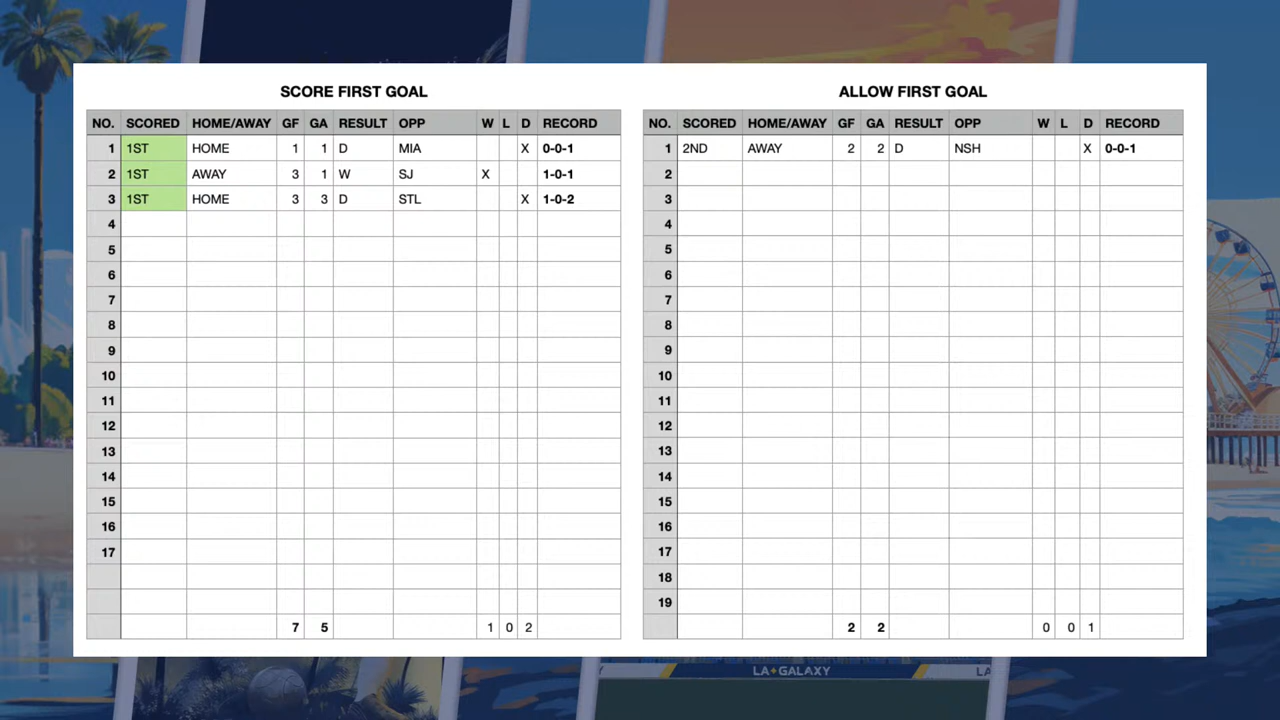 SCORE FIRST GOAL
NO. SCORED HOME/AWAY GF GA RESULT OPP W L D RECORD
1 1ST HOME 1 1 D MIA X 0-0-1
2 1ST AWAY 3 1 W SJ X 1-0-1
3 1ST HOME 3 3 D STL X 1-0-2
4
5
6
7
8
9
10
11
12
13
14
15
16
17
7 5 1 0 2
ALLOW FIRST GOAL
NO. SCORED HOME/AWAY GF GA RESULT OPP W L D RECORD
1 2ND AWAY 2 2 D NSH X 0-0-1
2
3
4
5
6
7
8
9
10
11
12
13
14
15
16
17
18
19
2 2 0 0 1
LA GALAXY LA